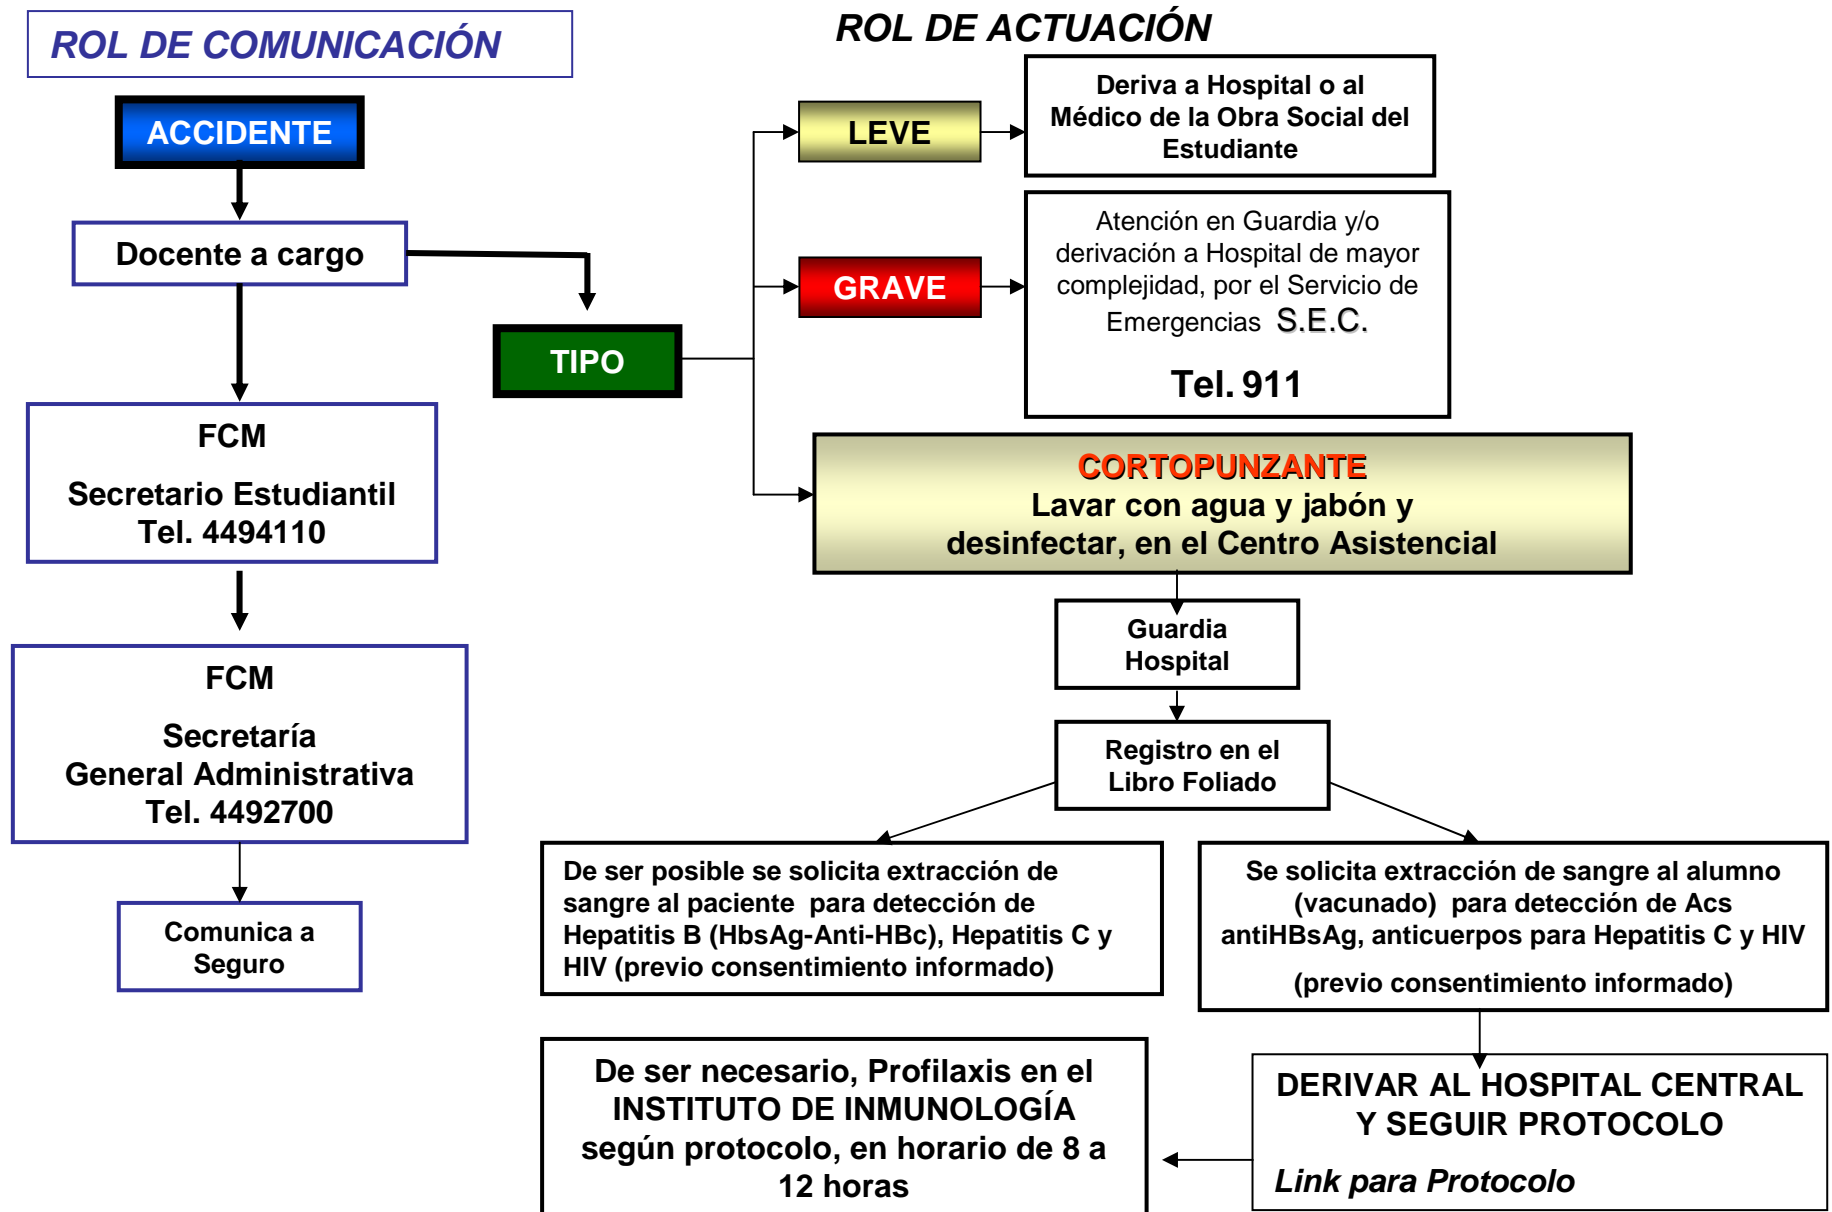 ROL DE COMUNICACIÓN
ACCIDENTE
Docente a cargo
FCM
Secretario Estudiantil
Tel. 4494110
FCM
Secretaría
General Administrativa
Tel. 4492700
Comunica a
Seguro
ROL DE ACTUACIÓN
TIPO
LEVE
Deriva a Hospital o al
Médico de la Obra Social del
Estudiante
GRAVE
Atención en Guardia y/o
derivación a Hospital de mayor
complejidad, por el Servicio de
Emergencias S.E.C.
Tel. 911
CORTOPUNZANTE
Lavar con agua y jabón y
desinfectar, en el Centro Asistencial
Guardia
Hospital
Registro en el
Libro Foliado
De ser posible se solicita extracción de
sangre al paciente para detección de
Hepatitis B (HbsAg-Anti-HBc), Hepatitis C y
HIV (previo consentimiento informado)
Se solicita extracción de sangre al alumno
(vacunado) para detección de Acs
antiHBsAg, anticuerpos para Hepatitis C y HIV
(previo consentimiento informado)
DERIVAR AL HOSPITAL CENTRAL
Y SEGUIR PROTOCOLO
Link para Protocolo
De ser necesario, Profilaxis en el
INSTITUTO DE INMUNOLOGÍA
según protocolo, en horario de 8 a
12 horas